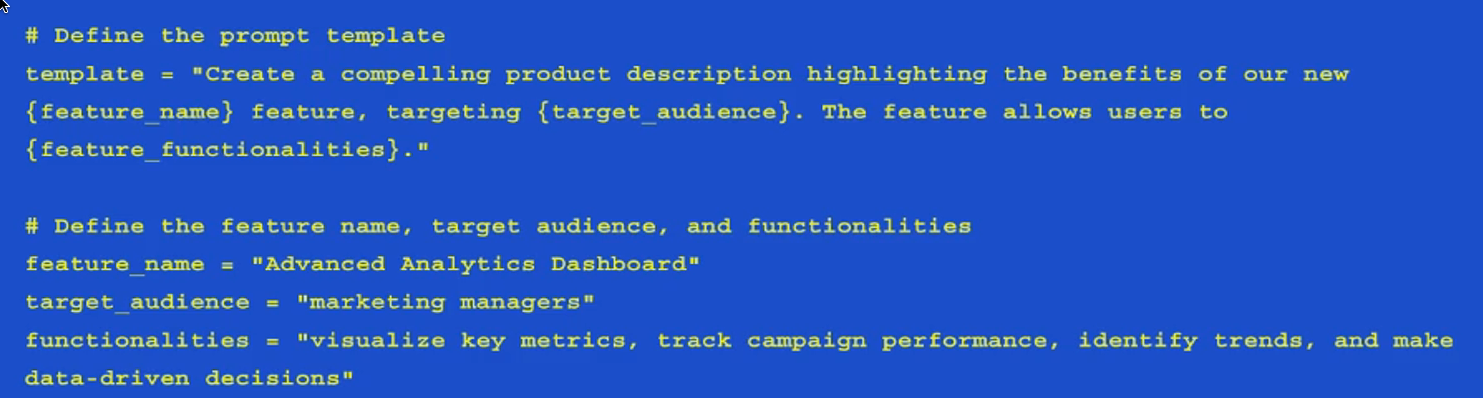 # Define the prompt template
template = "Create a compelling product description highlighting the benefits of our new
{feature_name} feature, targeting {target_audience}. The feature allows users to
{feature_functionalities}."
# Define the feature name, target audience, and functionalities
feature_name = "Advanced Analytics Dashboard"
target_audience = "marketing managers"
functionalities = "visualize key metrics, track campaign performance, identify trends, and make
data-driven decisions"